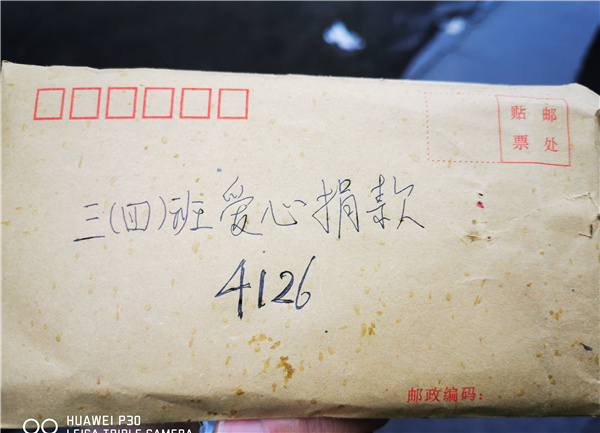 贴 邮
票 处
三(四)班爱心捐款
4126
邮政编码:
HUAWEI P30
LEICA TRIPLE CAMERA